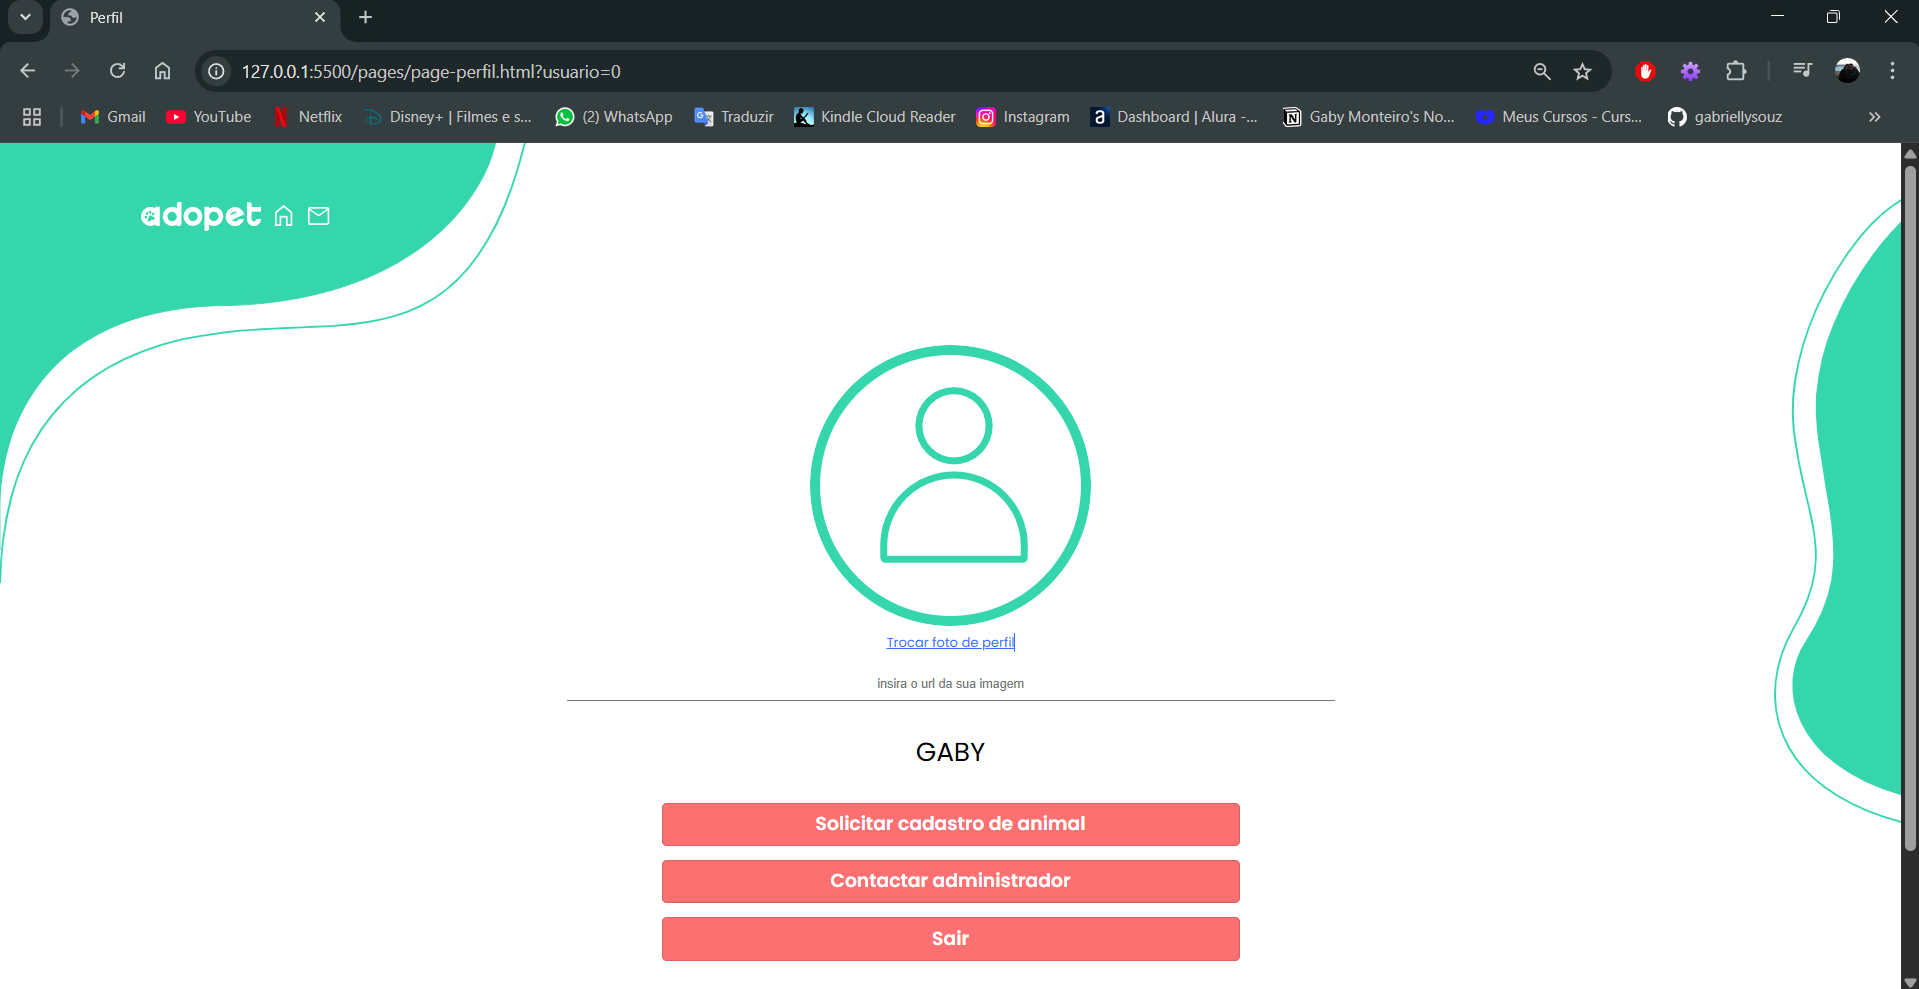 Perfil
127.0.0.1:5500/pages/page-perfil.html?usuario=0
Gmail YouTube Netflix Disney+ | Filmes e s... (2) WhatsApp Traduzir Kindle Cloud Reader Instagram Dashboard | Alura -... Gaby Monteiro's No... Meus Cursos - Curs... gabriellysouz
adopet
Trocar foto de perfil
insira o url da sua imagem
GABY
Solicitar cadastro de animal
Contactar administrador
Sair